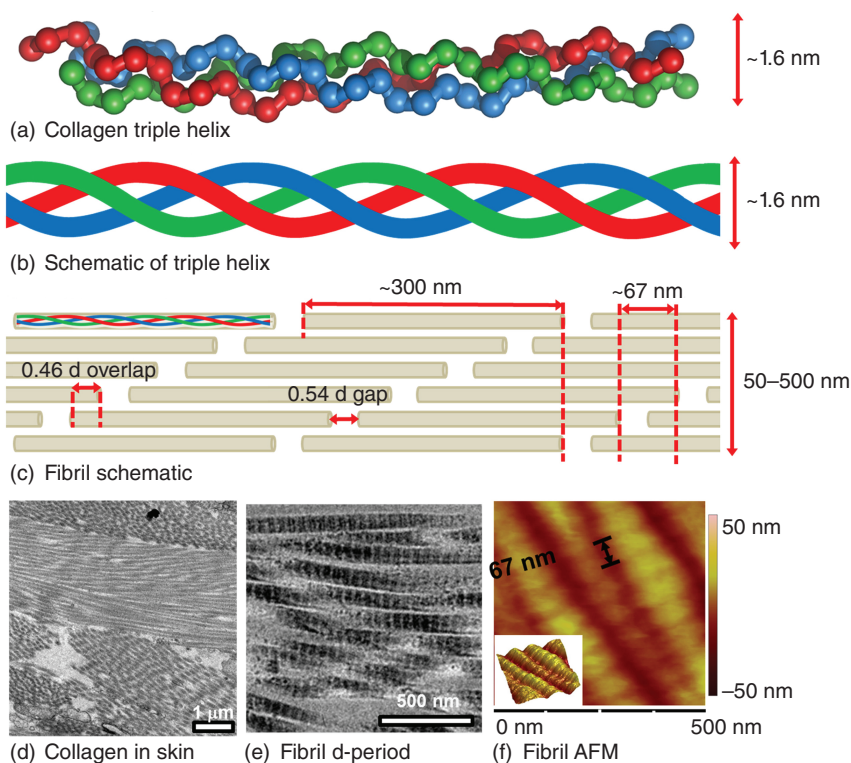 ~1.6 nm
(a) Collagen triple helix
~1.6 nm
(b) Schematic of triple helix
~300 nm
~67 nm
0.46 d overlap
0.54 d gap
50–500 nm
(c) Fibril schematic
1 μm
(d) Collagen in skin
500 nm
(e) Fibril d-period
67 nm
50 nm
–50 nm
0 nm
500 nm
(f) Fibril AFM